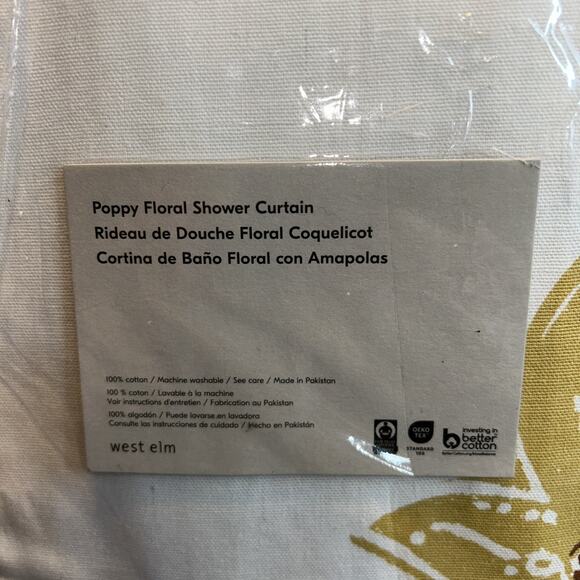 Poppy Floral Shower Curtain
Rideau de Douche Floral Coquelicot
Cortina de Baño Floral con Amapolas
100% cotton / Machine washable / See care / Made in Pakistan
100 % coton / Lavable à la machine
Voir instructions d'entretien / Fabrication au Pakistan
100% algodón / Puede lavarse en lavadora
Consulte las instrucciones de cuidado / Hecho en Pakistán
west elm
OEKO
TEX
STANDARD
100
investing in
better
cotton